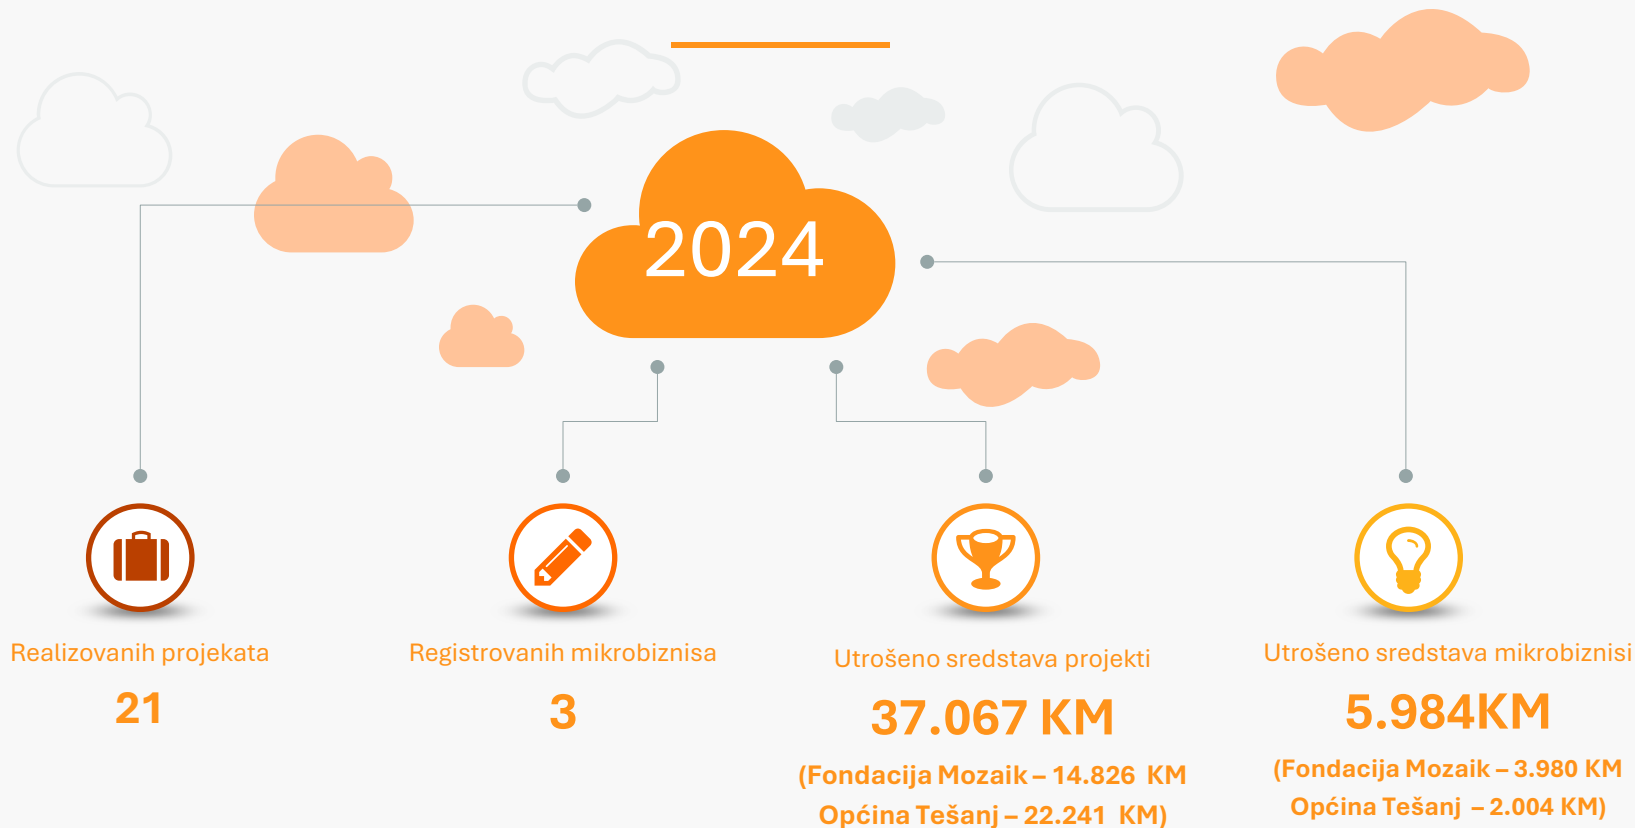 2024
Realizovanih projekata
21
Registrovanih mikrobiznisa
3
Utrošeno sredstava projekti
37.067 KM
(Fondacija Mozaik – 14.826 KM
Općina Tešanj – 22.241 KM)
Utrošeno sredstava mikrobiznisi
5.984KM
(Fondacija Mozaik – 3.980 KM
Općina Tešanj – 2.004 KM)